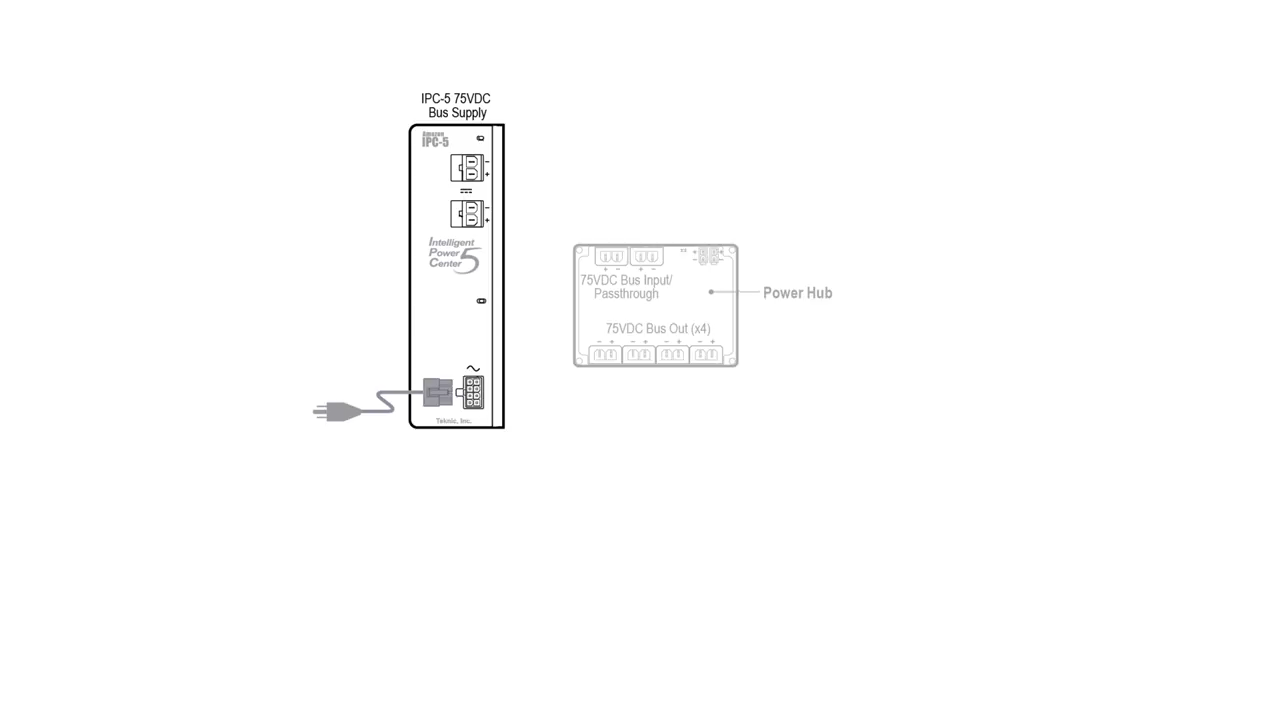 IPC-5 75VDC
Bus Supply
Amazon
IPC-5
− +
− +
Intelligent
Power
Center 5
Teknic, Inc.
+ − + −
75VDC Bus Input/
Passthrough
Power Hub
75VDC Bus Out (x4)
− + − + − + − +